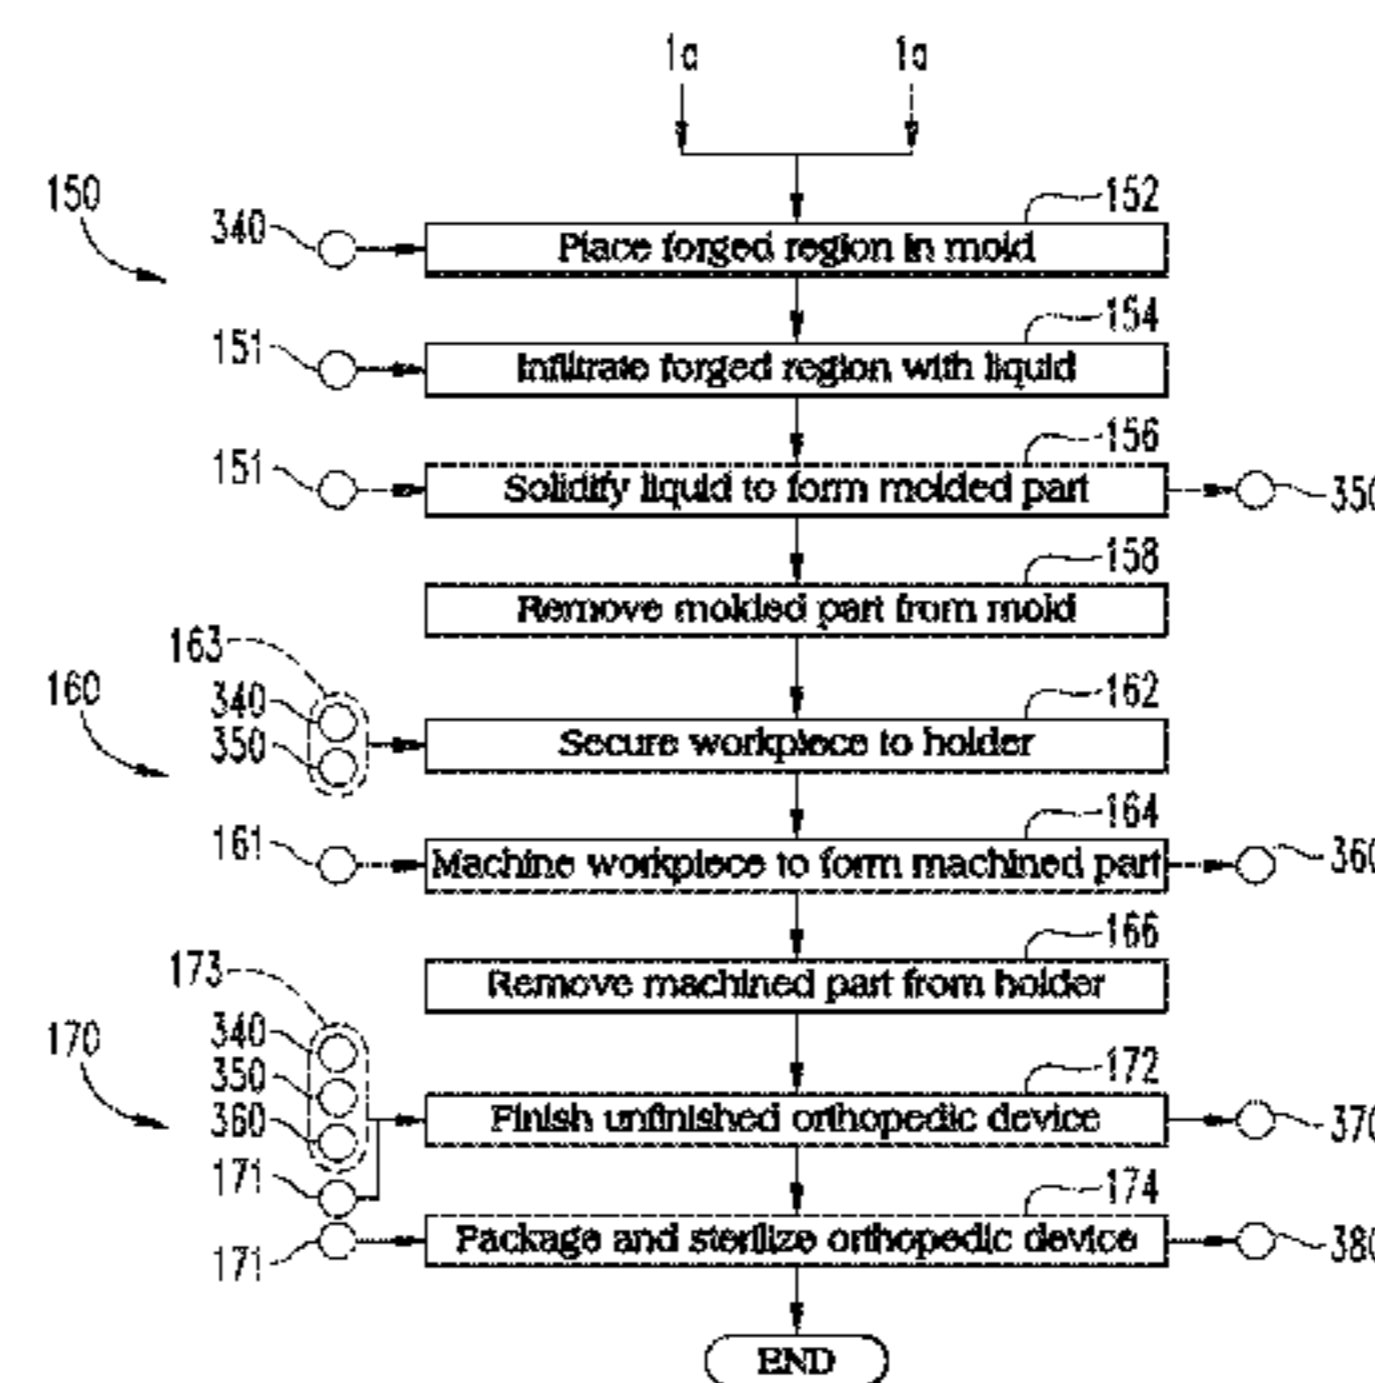 1a 1a
150
340 152
Place forged region in mold
151 154
Infiltrate forged region with liquid
151 156
Solidify liquid to form molded part
350
158
Remove molded part from mold
163
160 340 350 162
Secure workpiece to holder
161 164
Machine workpiece to form machined part
360
166
Remove machined part from holder
173
170 340 350 360 171 172
Finish unfinished orthopedic device
370
171 174
Package and sterilize orthopedic device
380
END